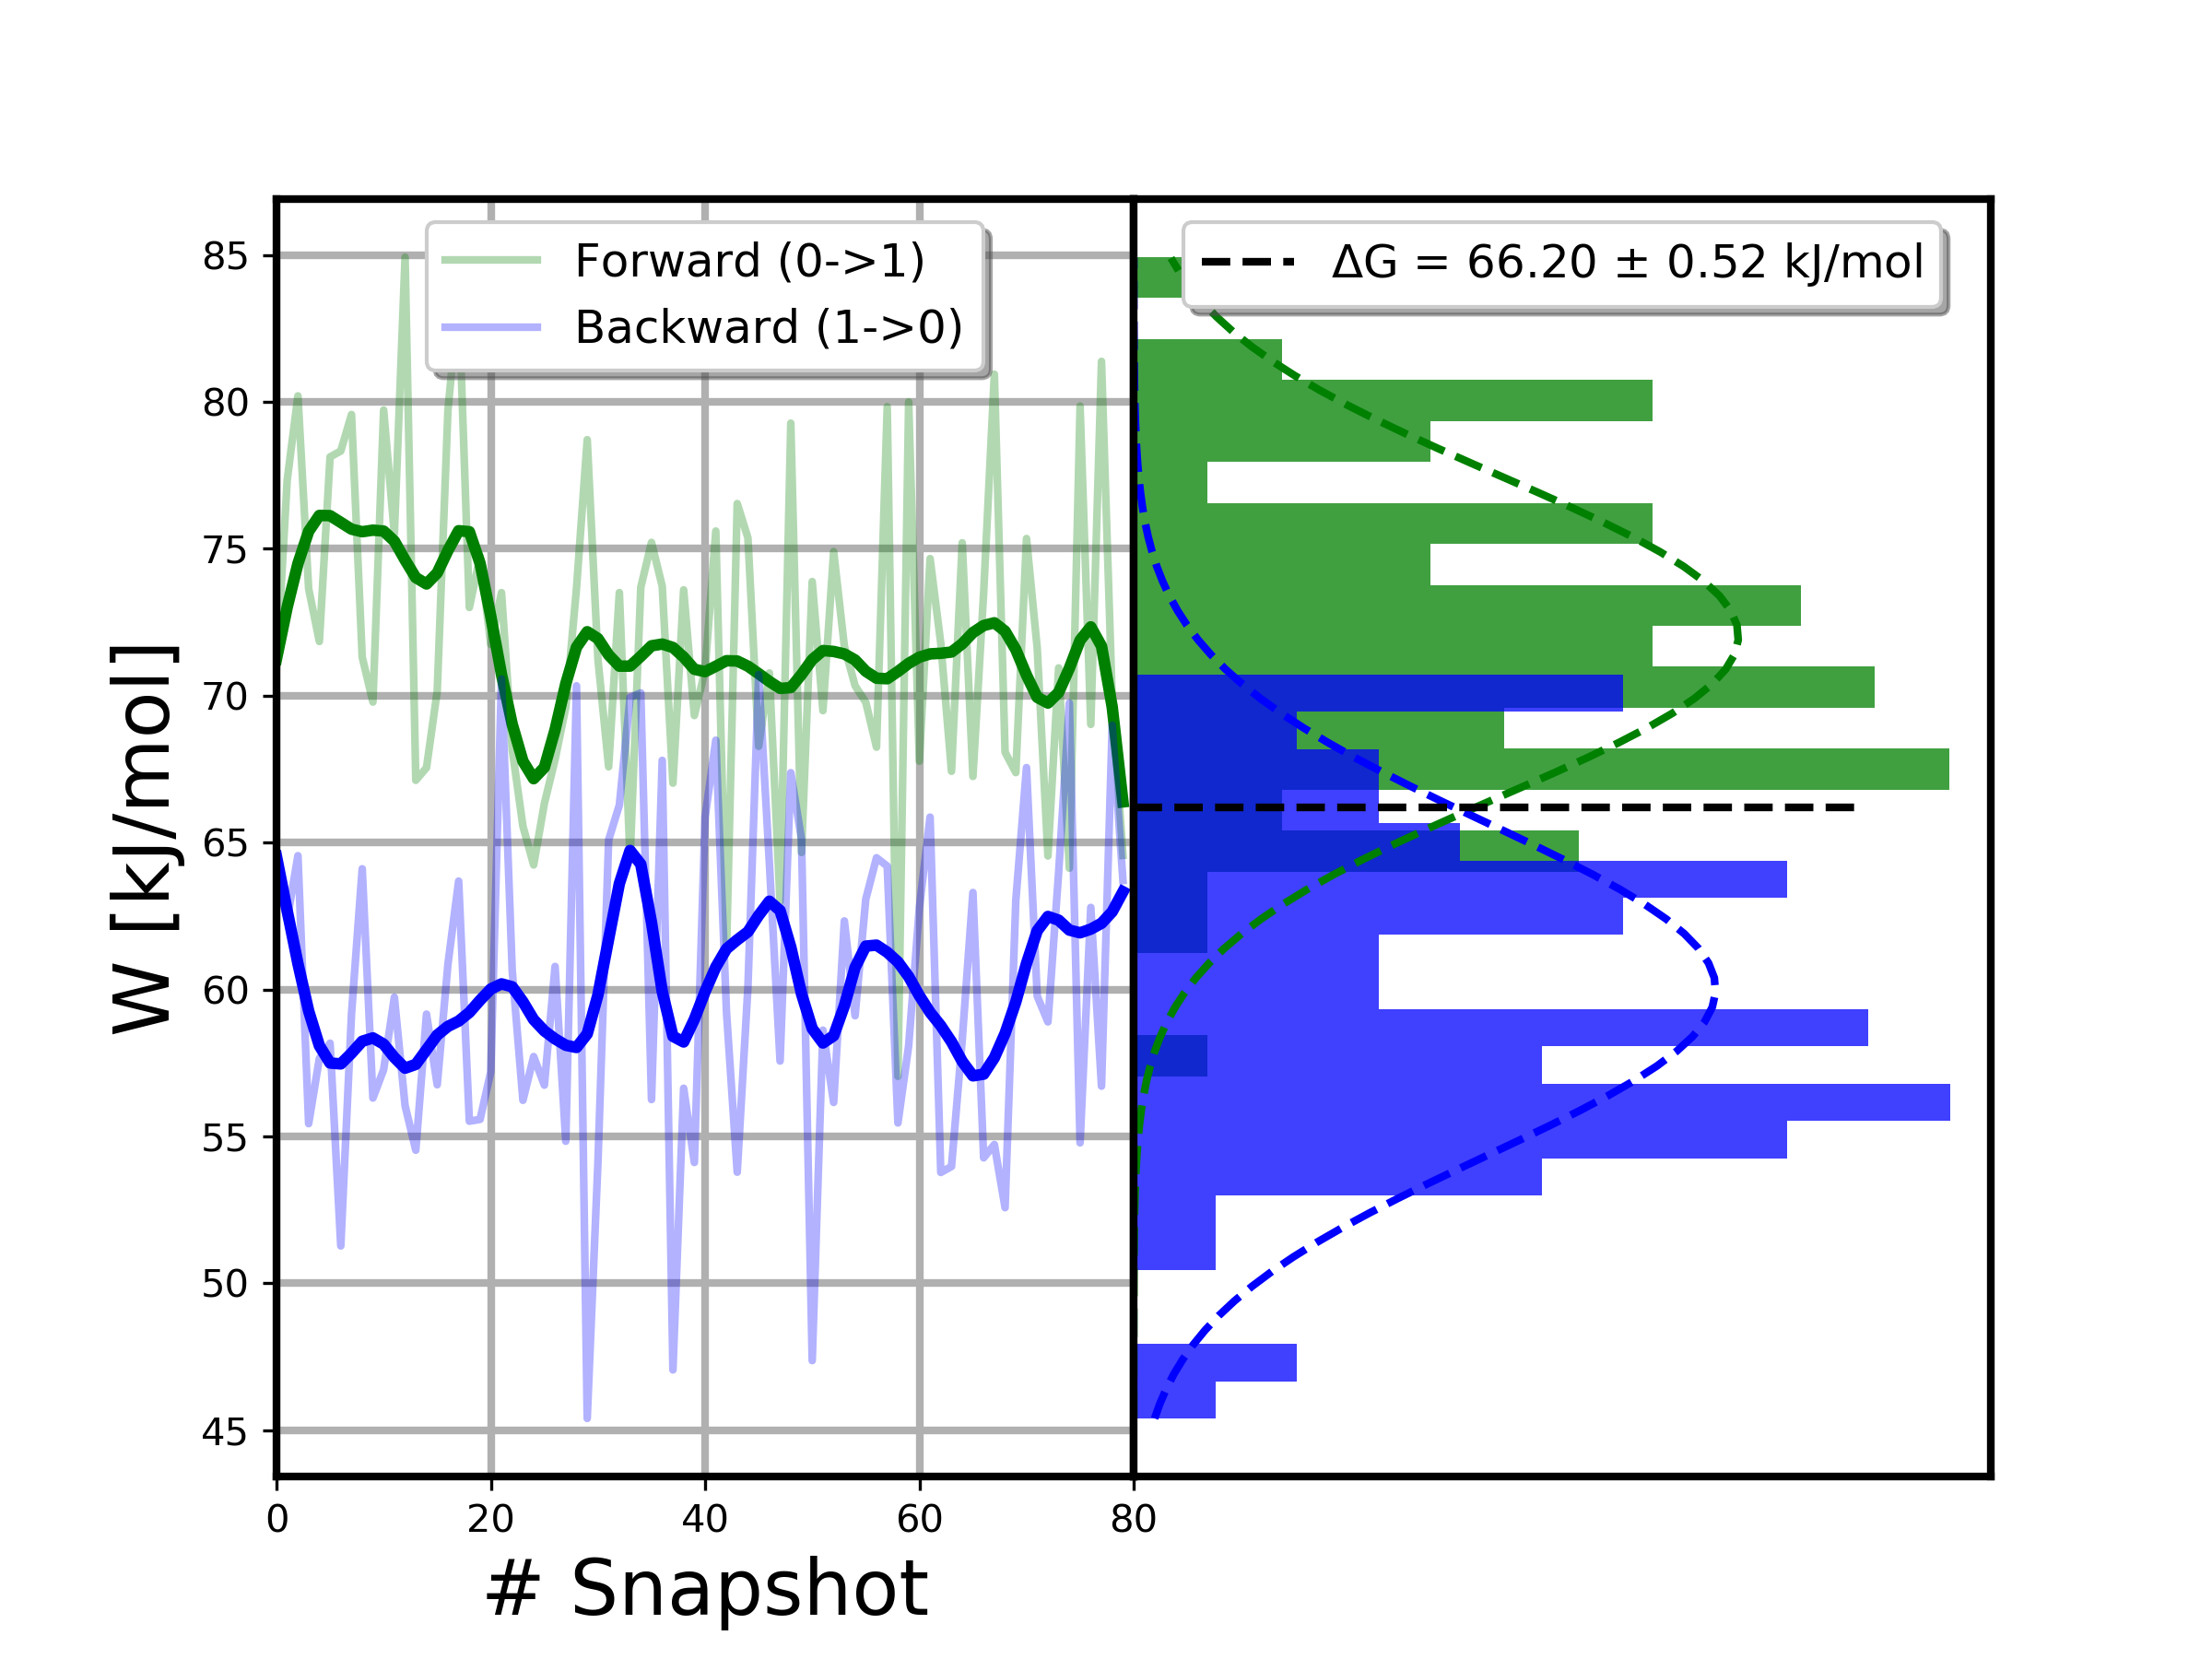 Forward (0->1)
Backward (1->0)
ΔG = 66.20 ± 0.52 kJ/mol
W [kJ/mol]
85
80
75
70
65
60
55
50
45
0 20 40 60 80
# Snapshot